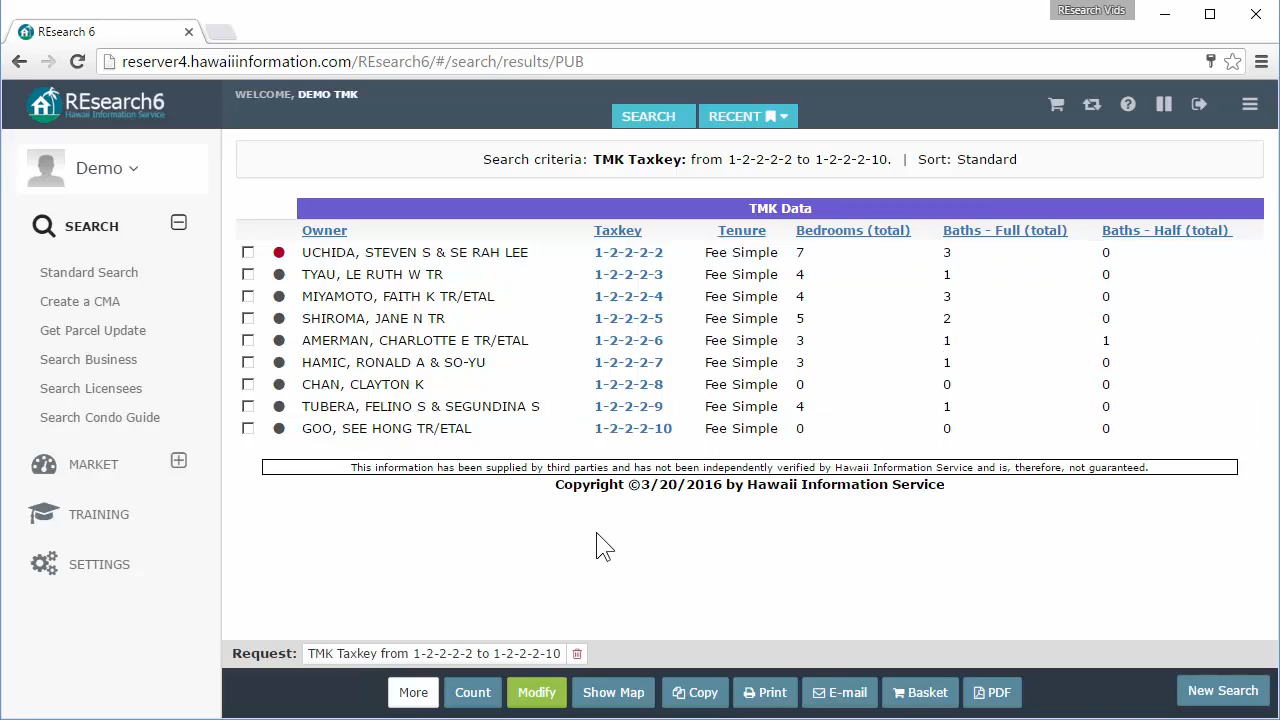 REsearch Vids
REsearch 6
reserver4.hawaiiinformation.com/REsearch6/#/search/results/PUB
REsearch6
Hawaii Information Service
WELCOME, DEMO TMK
SEARCH
RECENT
Demo
Search criteria: TMK Taxkey: from 1-2-2-2-2 to 1-2-2-2-10. | Sort: Standard
SEARCH
Standard Search
Create a CMA
Get Parcel Update
Search Business
Search Licensees
Search Condo Guide
MARKET
TRAINING
SETTINGS
TMK Data
Owner Taxkey Tenure Bedrooms (total) Baths - Full (total) Baths - Half (total)
UCHIDA, STEVEN S & SE RAH LEE 1-2-2-2-2 Fee Simple 7 3 0
TYAU, LE RUTH W TR 1-2-2-2-3 Fee Simple 4 1 0
MIYAMOTO, FAITH K TR/ETAL 1-2-2-2-4 Fee Simple 4 3 0
SHIROMA, JANE N TR 1-2-2-2-5 Fee Simple 5 2 0
AMERMAN, CHARLOTTE E TR/ETAL 1-2-2-2-6 Fee Simple 3 1 1
HAMIC, RONALD A & SO-YU 1-2-2-2-7 Fee Simple 3 1 0
CHAN, CLAYTON K 1-2-2-2-8 Fee Simple 0 0 0
TUBERA, FELINO S & SEGUNDINA S 1-2-2-2-9 Fee Simple 4 1 0
GOO, SEE HONG TR/ETAL 1-2-2-2-10 Fee Simple 0 0 0
This information has been supplied by third parties and has not been independently verified by Hawaii Information Service and is, therefore, not guaranteed.
Copyright ©3/20/2016 by Hawaii Information Service
Request: TMK Taxkey from 1-2-2-2-2 to 1-2-2-2-10
More Count Modify Show Map Copy Print E-mail Basket PDF New Search